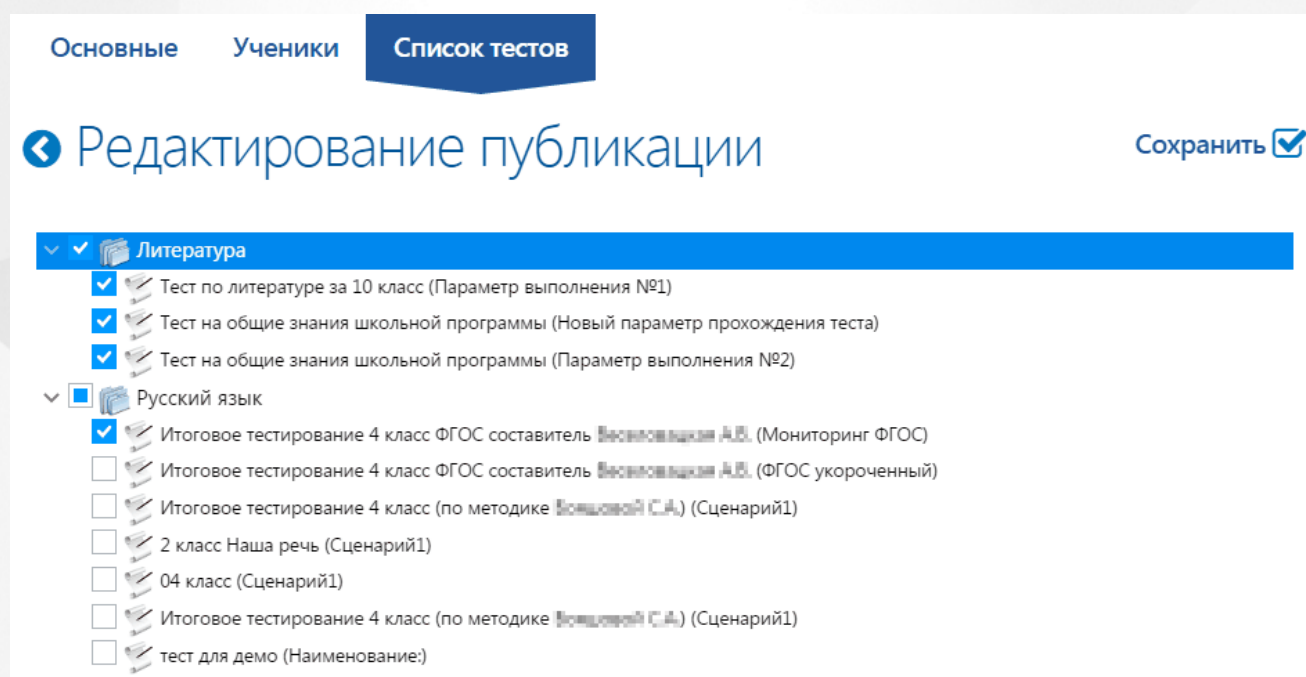 Основные Ученики Список тестов
Редактирование публикации
Сохранить
Литература
Тест по литературе за 10 класс (Параметр выполнения №1)
Тест на общие знания школьной программы (Новый параметр прохождения теста)
Тест на общие знания школьной программы (Параметр выполнения №2)
Русский язык
Итоговое тестирование 4 класс ФГОС составитель (Мониторинг ФГОС)
Итоговое тестирование 4 класс ФГОС составитель (ФГОС укороченный)
Итоговое тестирование 4 класс (по методике ) (Сценарий1)
2 класс Наша речь (Сценарий1)
04 класс (Сценарий1)
Итоговое тестирование 4 класс (по методике ) (Сценарий1)
тест для демо (Наименование:)